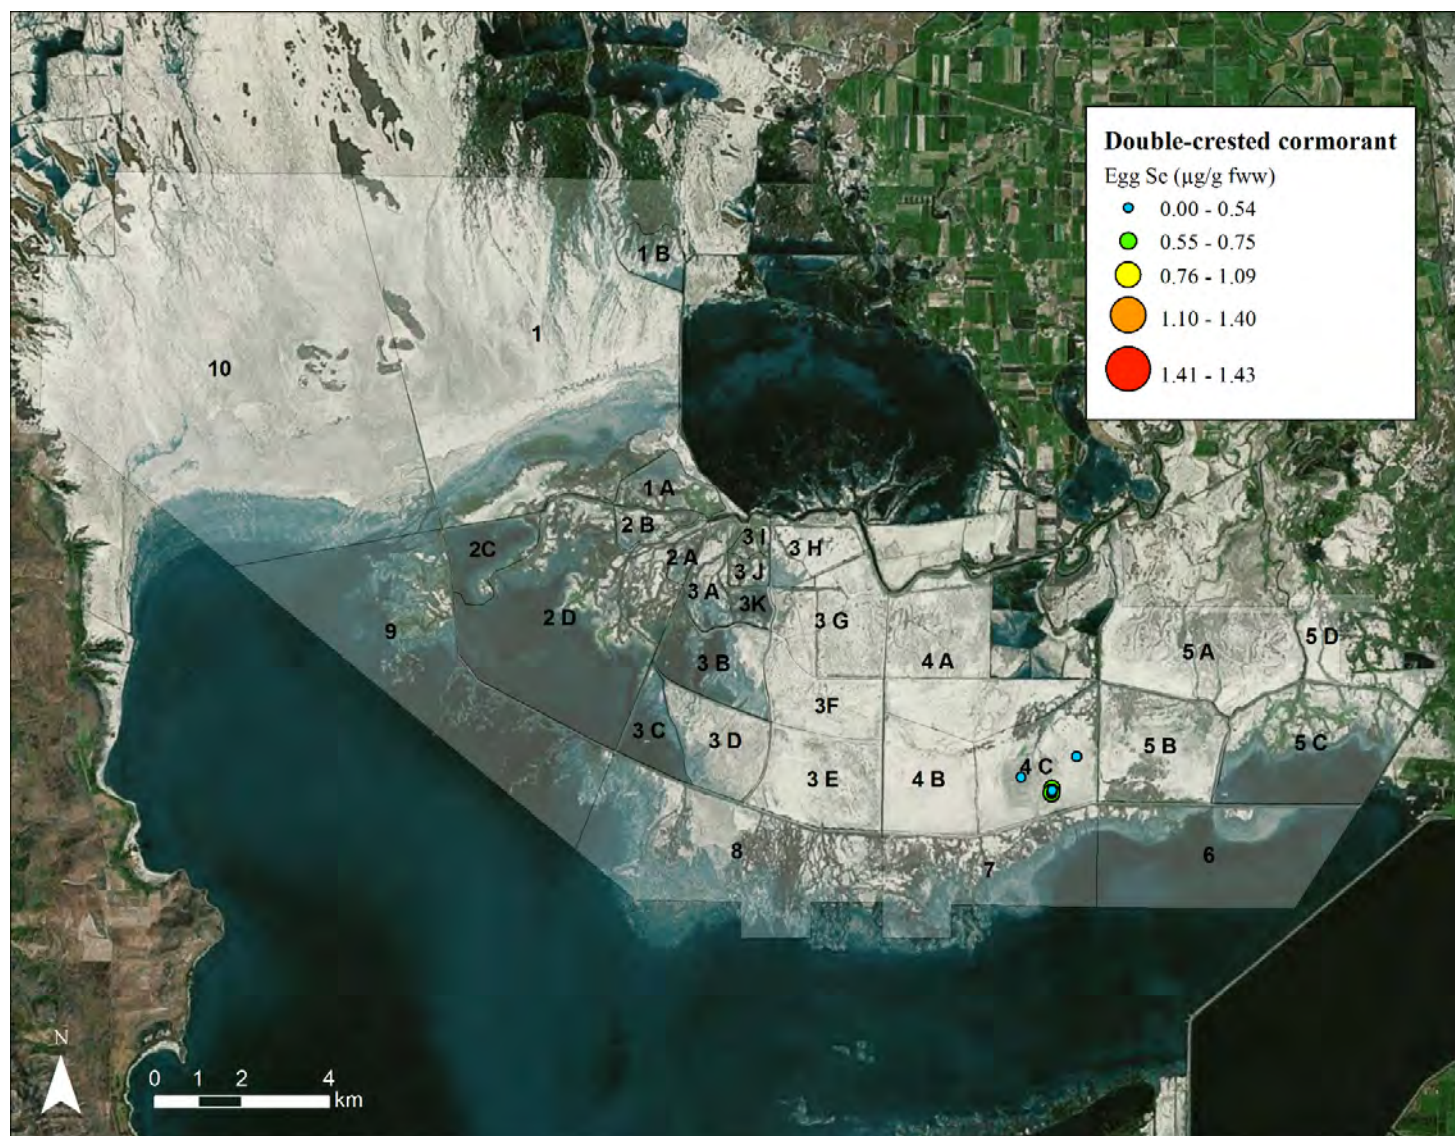 Double-crested cormorant
Egg Se (µg/g fww)
0.00 - 0.54
0.55 - 0.75
0.76 - 1.09
1.10 - 1.40
1.41 - 1.43
1 B
1
10
1 A
2 B
2C
2 A
3 I
3 H
3 J
3 A
3K
9
2 D
3 G
5 D
5 A
3 B
4 A
3F
3 C
3 D
5 B
5 C
4 C
3 E
4 B
8
6
7
N
0 1 2 4
km